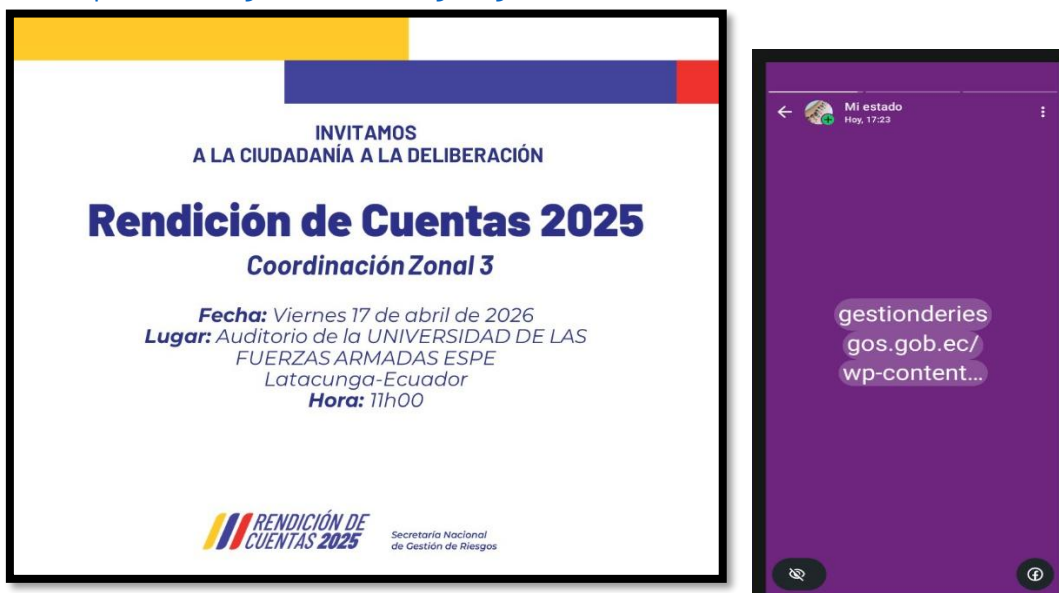 INVITAMOS
A LA CIUDADANÍA A LA DELIBERACIÓN
Rendición de Cuentas 2025
Coordinación Zonal 3
Fecha: Viernes 17 de abril de 2026
Lugar: Auditorio de la UNIVERSIDAD DE LAS
FUERZAS ARMADAS ESPE
Latacunga-Ecuador
Hora: 11h00
RENDICIÓN DE
CUENTAS 2025
Secretaría Nacional
de Gestión de Riesgos
Mi estado
Hoy, 17:23
gestionderies
gos.gob.ec/
wp-content...